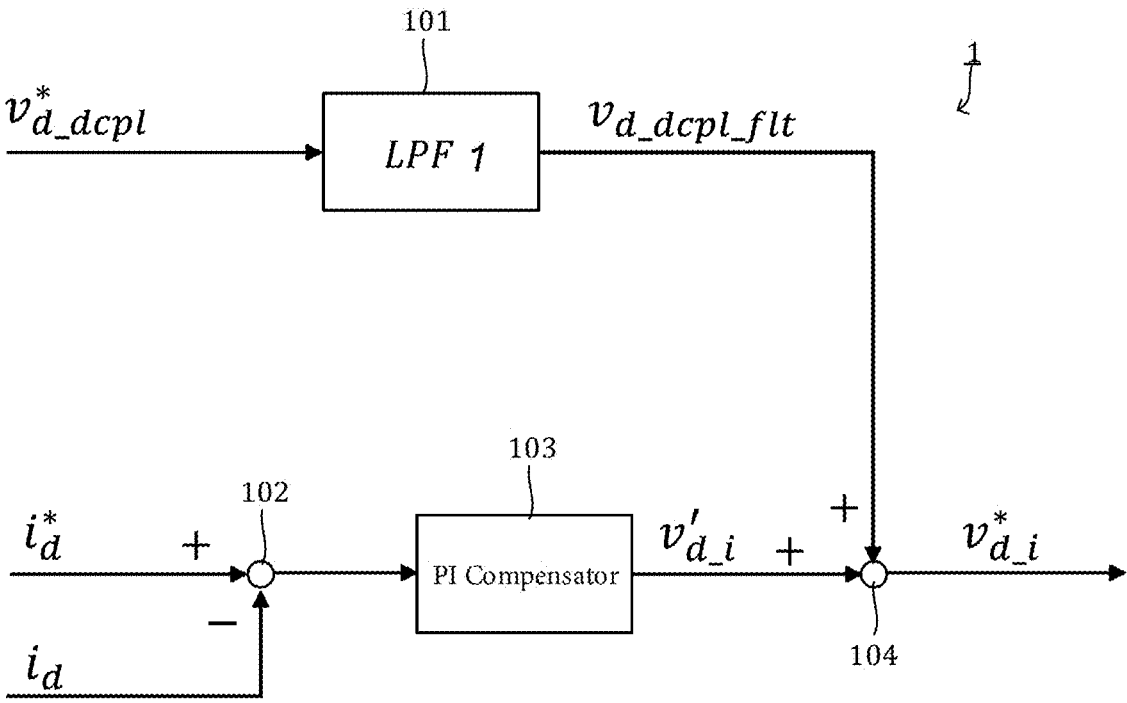 101
1
v*d_dcpl
LPF 1
vd_dcpl_flt
103
102
i*d
+
−
id
PI Compensator
v′d_i
+
+
v*d_i
104